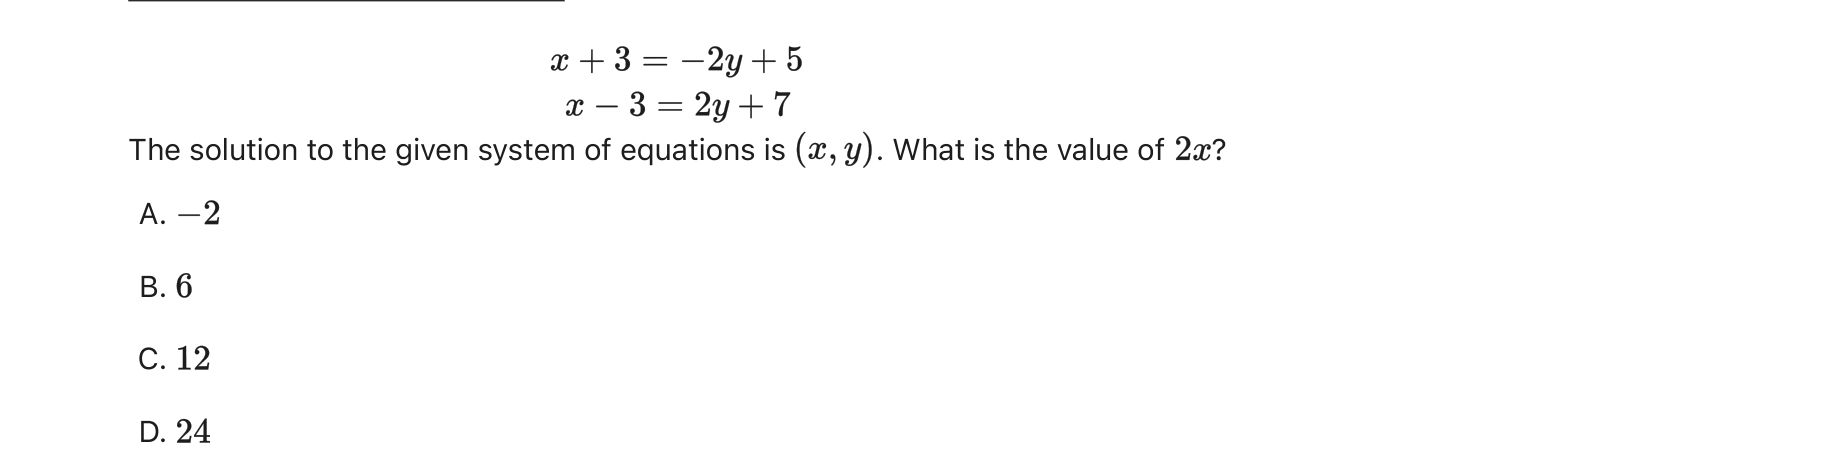 x + 3 = −2y + 5
x − 3 = 2y + 7
The solution to the given system of equations is (x, y). What is the value of 2x?
A. −2
B. 6
C. 12
D. 24